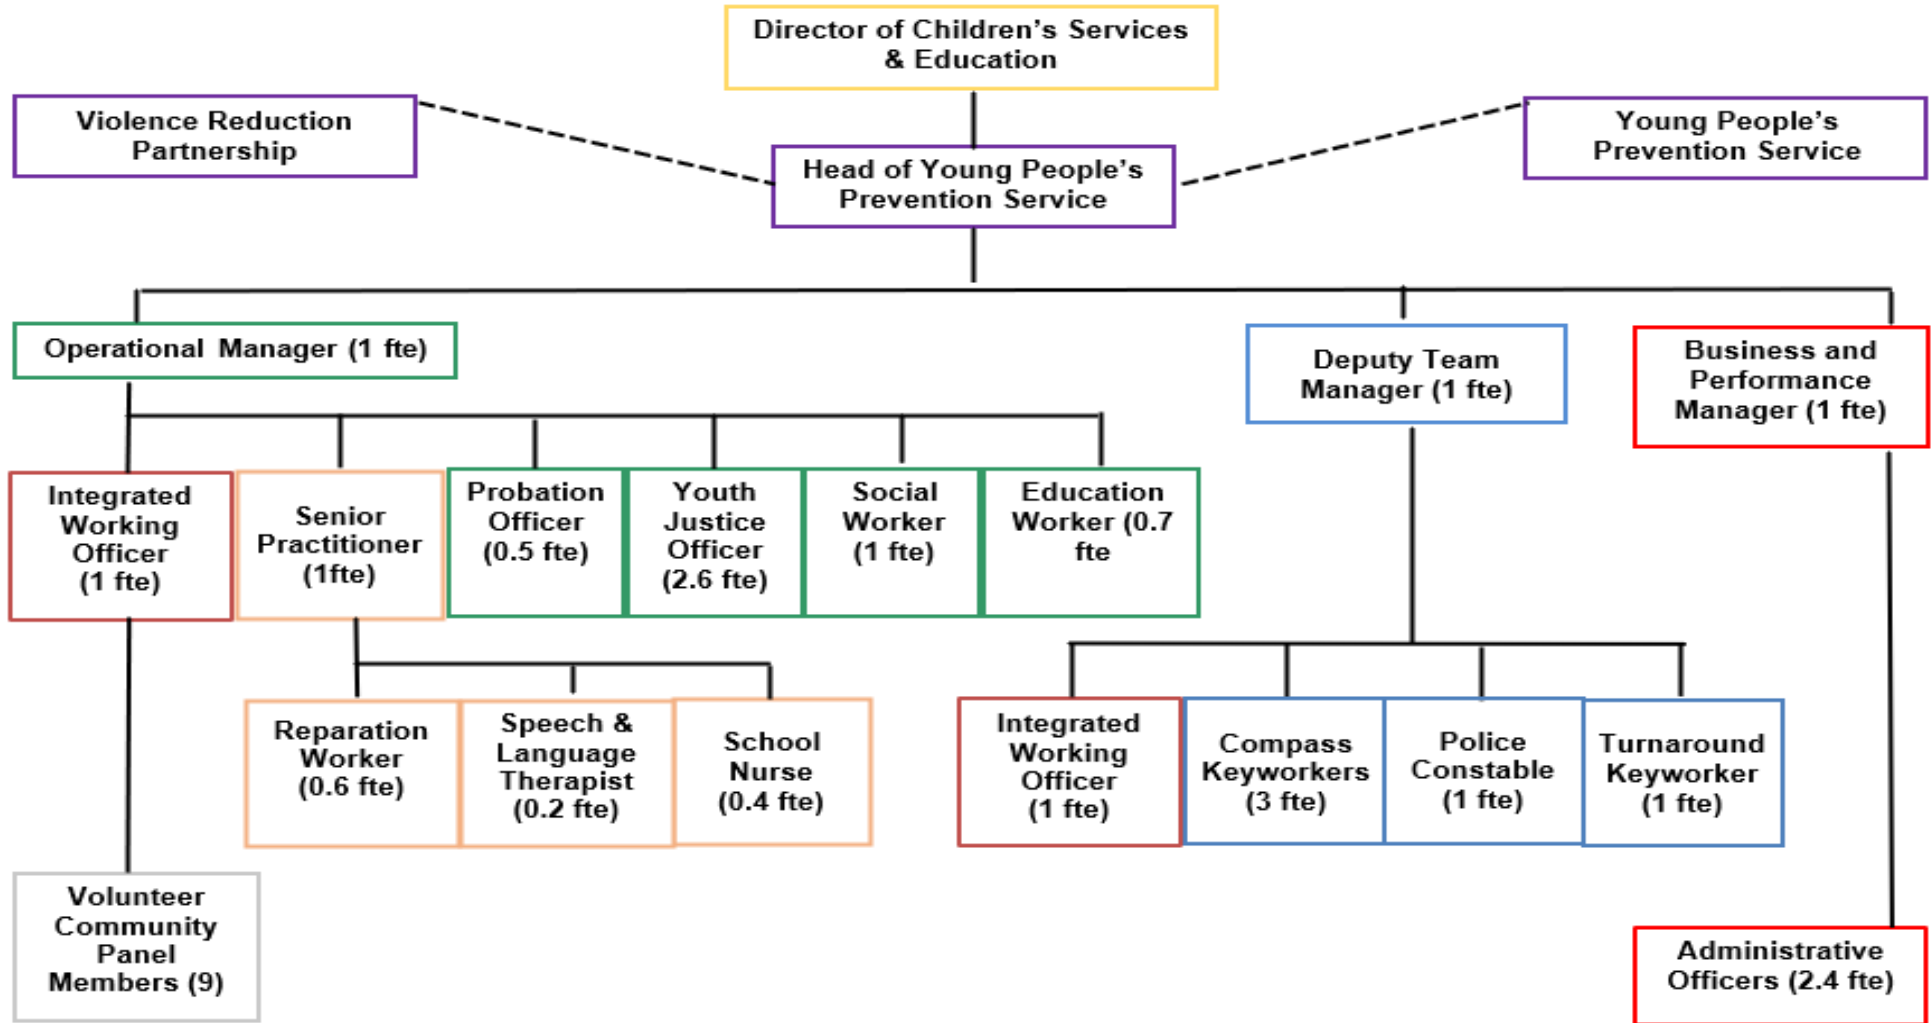 Director of Children’s Services
& Education
Violence Reduction
Partnership
Head of Young People’s
Prevention Service
Young People’s
Prevention Service
Operational Manager (1 fte)
Deputy Team
Manager (1 fte)
Business and
Performance
Manager (1 fte)
Integrated
Working
Officer
(1 fte)
Senior
Practitioner
(1fte)
Probation
Officer
(0.5 fte)
Youth
Justice
Officer
(2.6 fte)
Social
Worker
(1 fte)
Education
Worker (0.7
fte
Reparation
Worker
(0.6 fte)
Speech &
Language
Therapist
(0.2 fte)
School
Nurse
(0.4 fte)
Integrated
Working
Officer
(1 fte)
Compass
Keyworkers
(3 fte)
Police
Constable
(1 fte)
Turnaround
Keyworker
(1 fte)
Volunteer
Community
Panel
Members (9)
Administrative
Officers (2.4 fte)